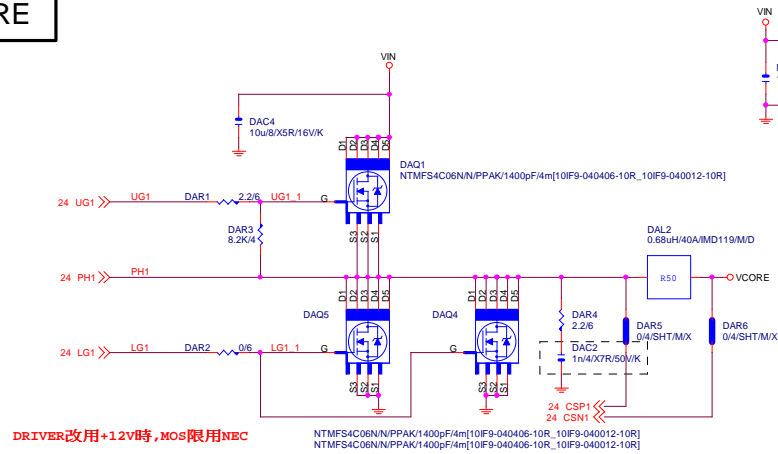 RE
VIN
VIN
DAC4
10u/8/X5R/16V/K
D1
D2
D3
D4
D5
DAQ1
NTMFS4C06N/N/PPAK/1400pF/4m[10IF9-040406-10R_10IF9-040012-10R]
24 UG1
UG1
DAR1
2.2/6
UG1_1
G
S3
S2
S1
DAR3
8.2K/4
DAL2
0.68uH/40A/IMD119/M/D
24 PH1
PH1
R50
VCORE
D1
D2
D3
D4
D5
D1
D2
D3
D4
D5
DAQ5
DAQ4
DAR4
2.2/6
DAR5
0/4/SHT/M/X
DAR6
0/4/SHT/M/X
24 LG1
LG1
DAR2
0/6
LG1_1
G
G
DAC2
1n/4/X7R/50V/K
S3
S2
S1
S3
S2
S1
24 CSP1
24 CSN1
DRIVER改用+12V時,MOS限用NEC
NTMFS4C06N/N/PPAK/1400pF/4m[10IF9-040406-10R_10IF9-040012-10R]
NTMFS4C06N/N/PPAK/1400pF/4m[10IF9-040406-10R_10IF9-040012-10R]